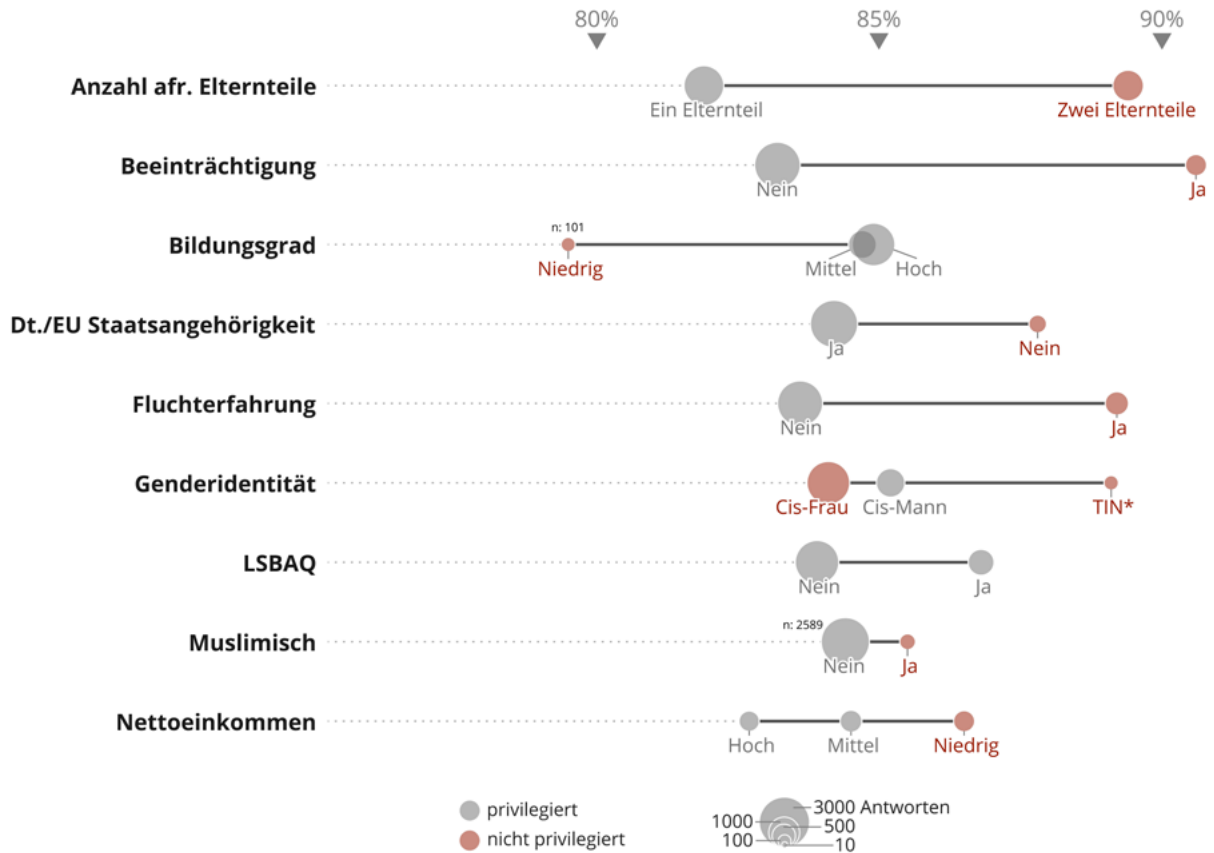 80% 85% 90%
Anzahl afr. Elternteile
Ein Elternteil Zwei Elternteile
Beeinträchtigung
Nein Ja
n: 101
Bildungsgrad
Niedrig Mittel Hoch
Dt./EU Staatsangehörigkeit
Ja Nein
Fluchterfahrung
Nein Ja
Genderidentität
Cis-Frau Cis-Mann TIN*
LSBAQ
Nein Ja
n: 2589
Muslimisch
Nein Ja
Nettoeinkommen
Hoch Mittel Niedrig
privilegiert
nicht privilegiert
3000 Antworten
1000 500
100 10